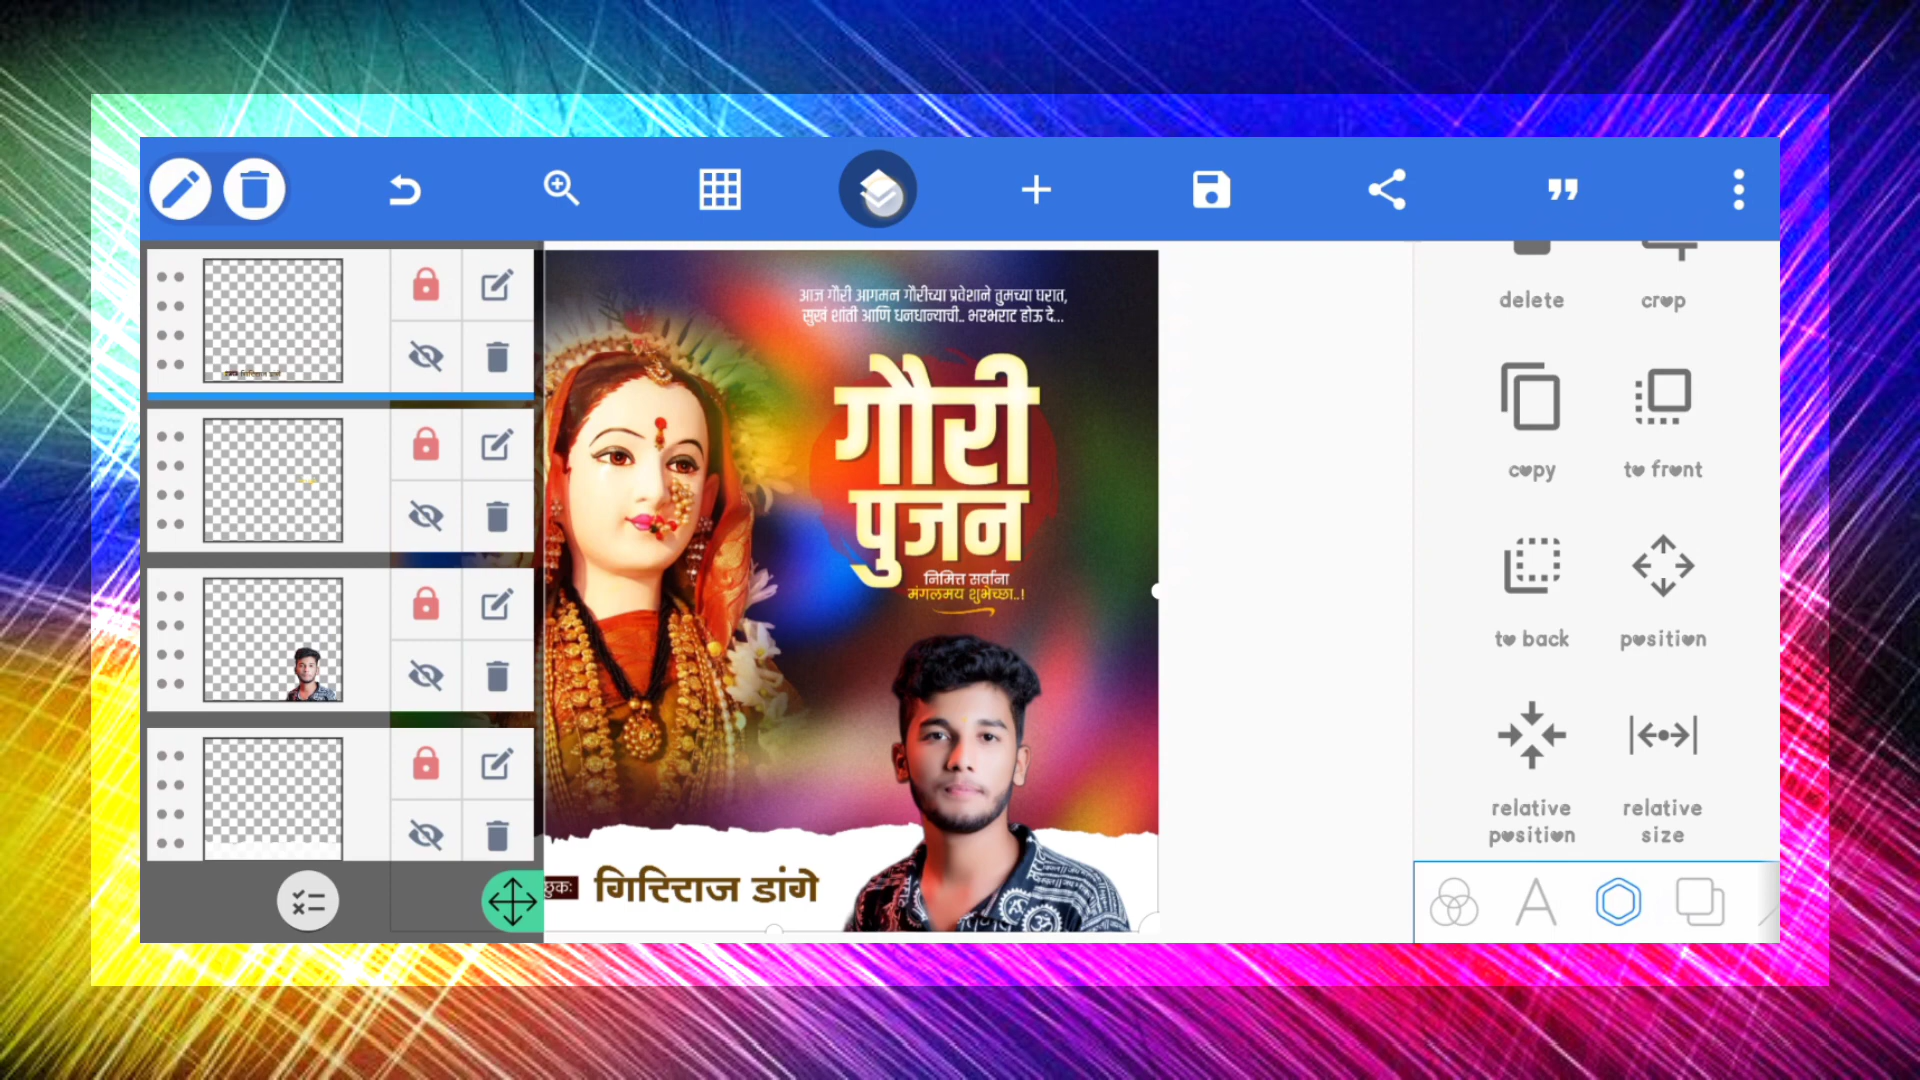 आज गौरी आगमन गौरीच्या प्रवेशाने तुमच्या घरात,
सुख शांती आणि धनधान्याची.. भरभराट होऊ दे...
गौरी
पुजन
निमित्त सर्वांना
मंगलमय शुभेच्छा..!
गिरिराज डांगे
delete
crop
copy
to front
to back
position
relative position
relative size